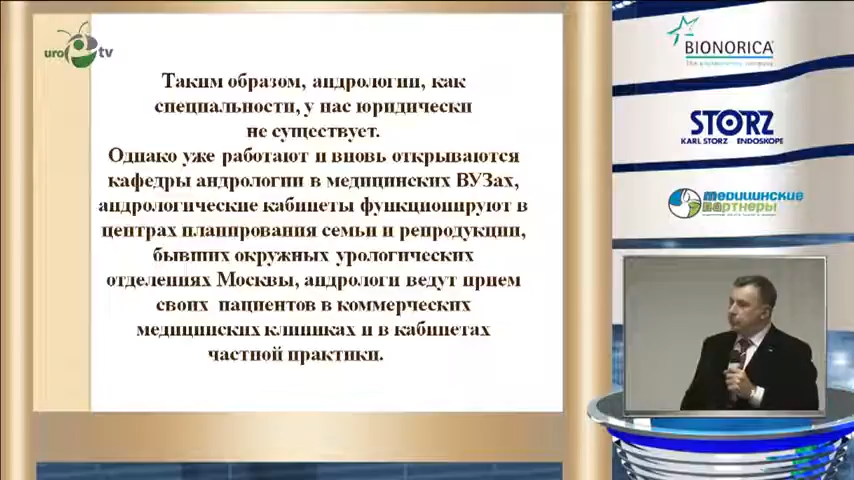 uro tv
Таким образом, андрологии, как
специальности, у нас юридически
не существует.
Однако уже работают и вновь открываются
кафедры андрологии в медицинских ВУЗах,
андрологические кабинеты функционируют в
центрах планирования семьи и репродукции,
бывших окружных урологических
отделениях Москвы, андрологи ведут прием
своих пациентов в коммерческих
медицинских клиниках и в кабинетах
частной практики.
BIONORICA
STORZ
KARL STORZ ENDOSKOPE
медицинские
партнеры